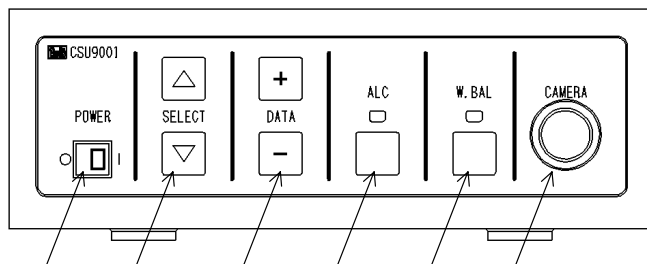 CSU9001
POWER
SELECT
+
DATA
-
ALC
W.BAL
CAMERA
O I